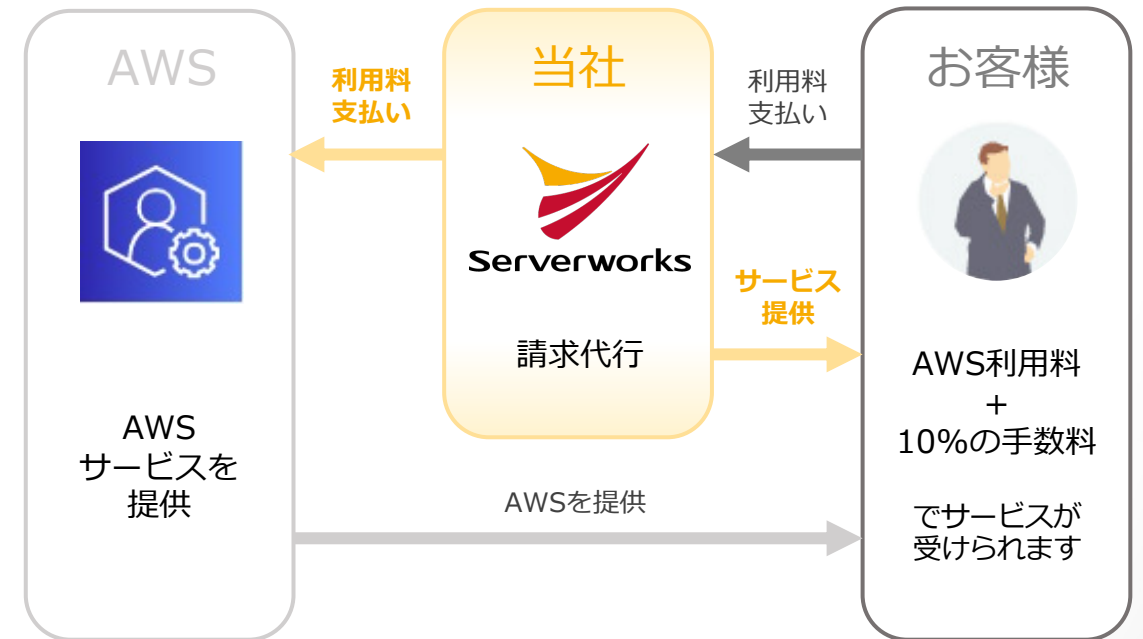 AWS
利用料
支払い
当社
利用料
支払い
お客様
Serverworks
サービス
提供
請求代行
AWS利用料
+
10%の手数料
AWS
サービスを
提供
AWSを提供
でサービスが
受けられます